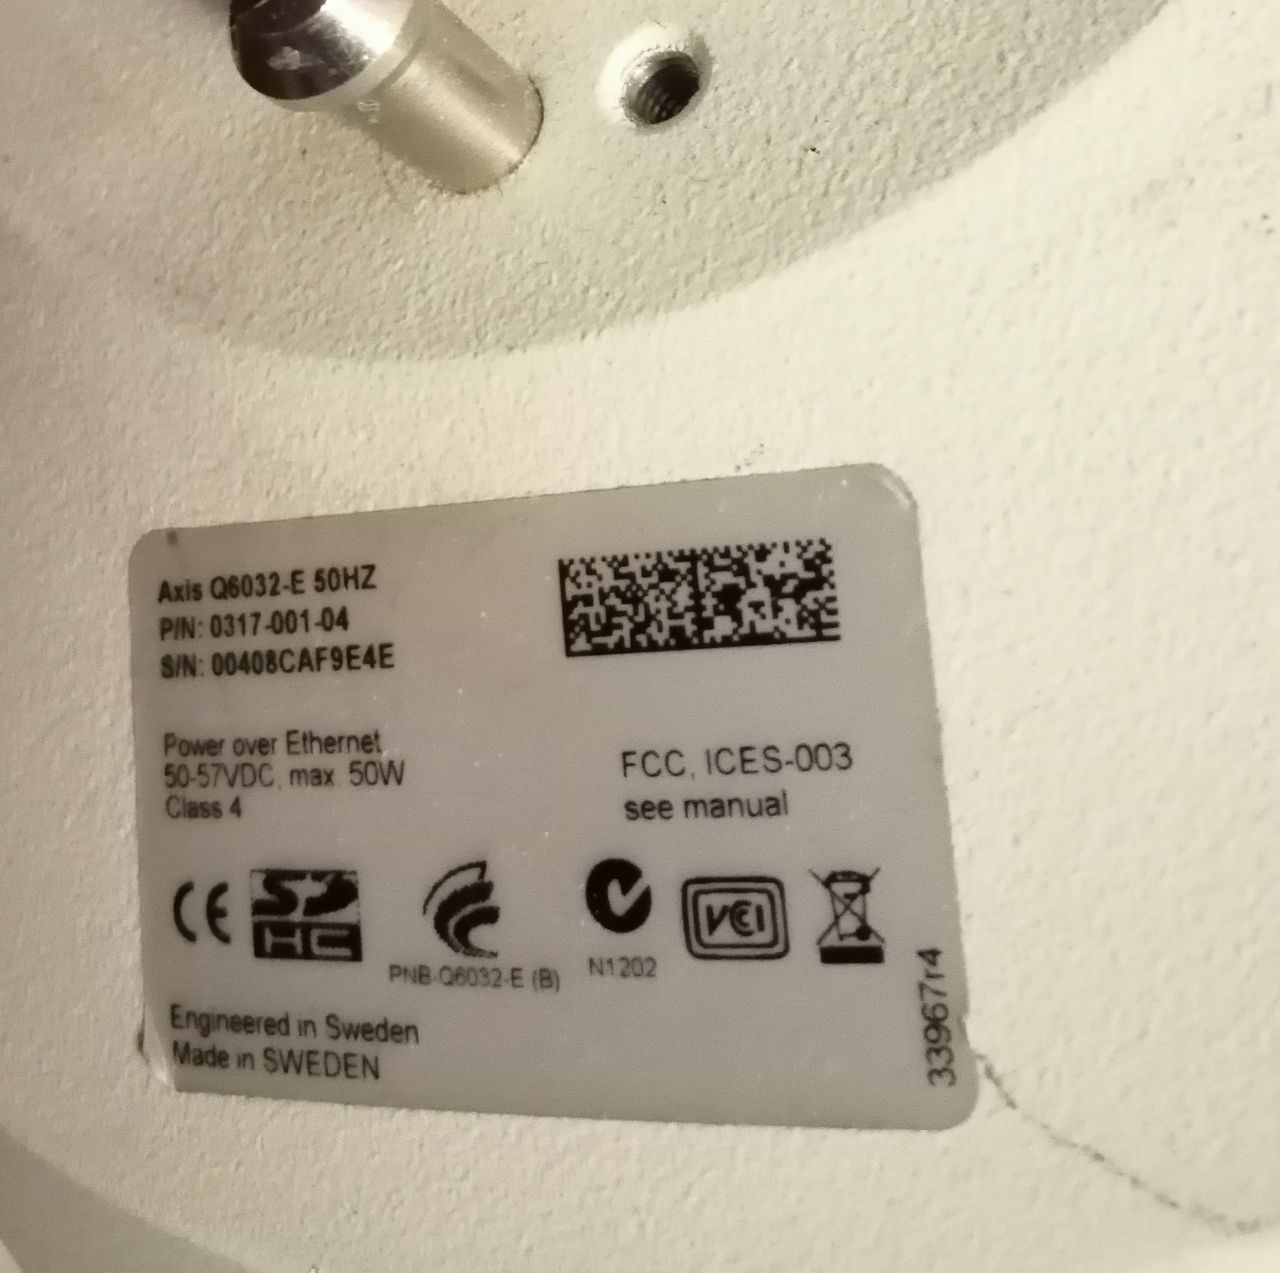 Axis Q6032-E 50HZ
P/N: 0317-001-04
S/N: 00408CAF9E4E
Power over Ethernet
50-57VDC, max. 50W
Class 4
FCC, ICES-003
see manual
CE
SD
HC
PNB-Q6032-E (B)
N1202
VCCI
Engineered in Sweden
Made in SWEDEN
33967r4